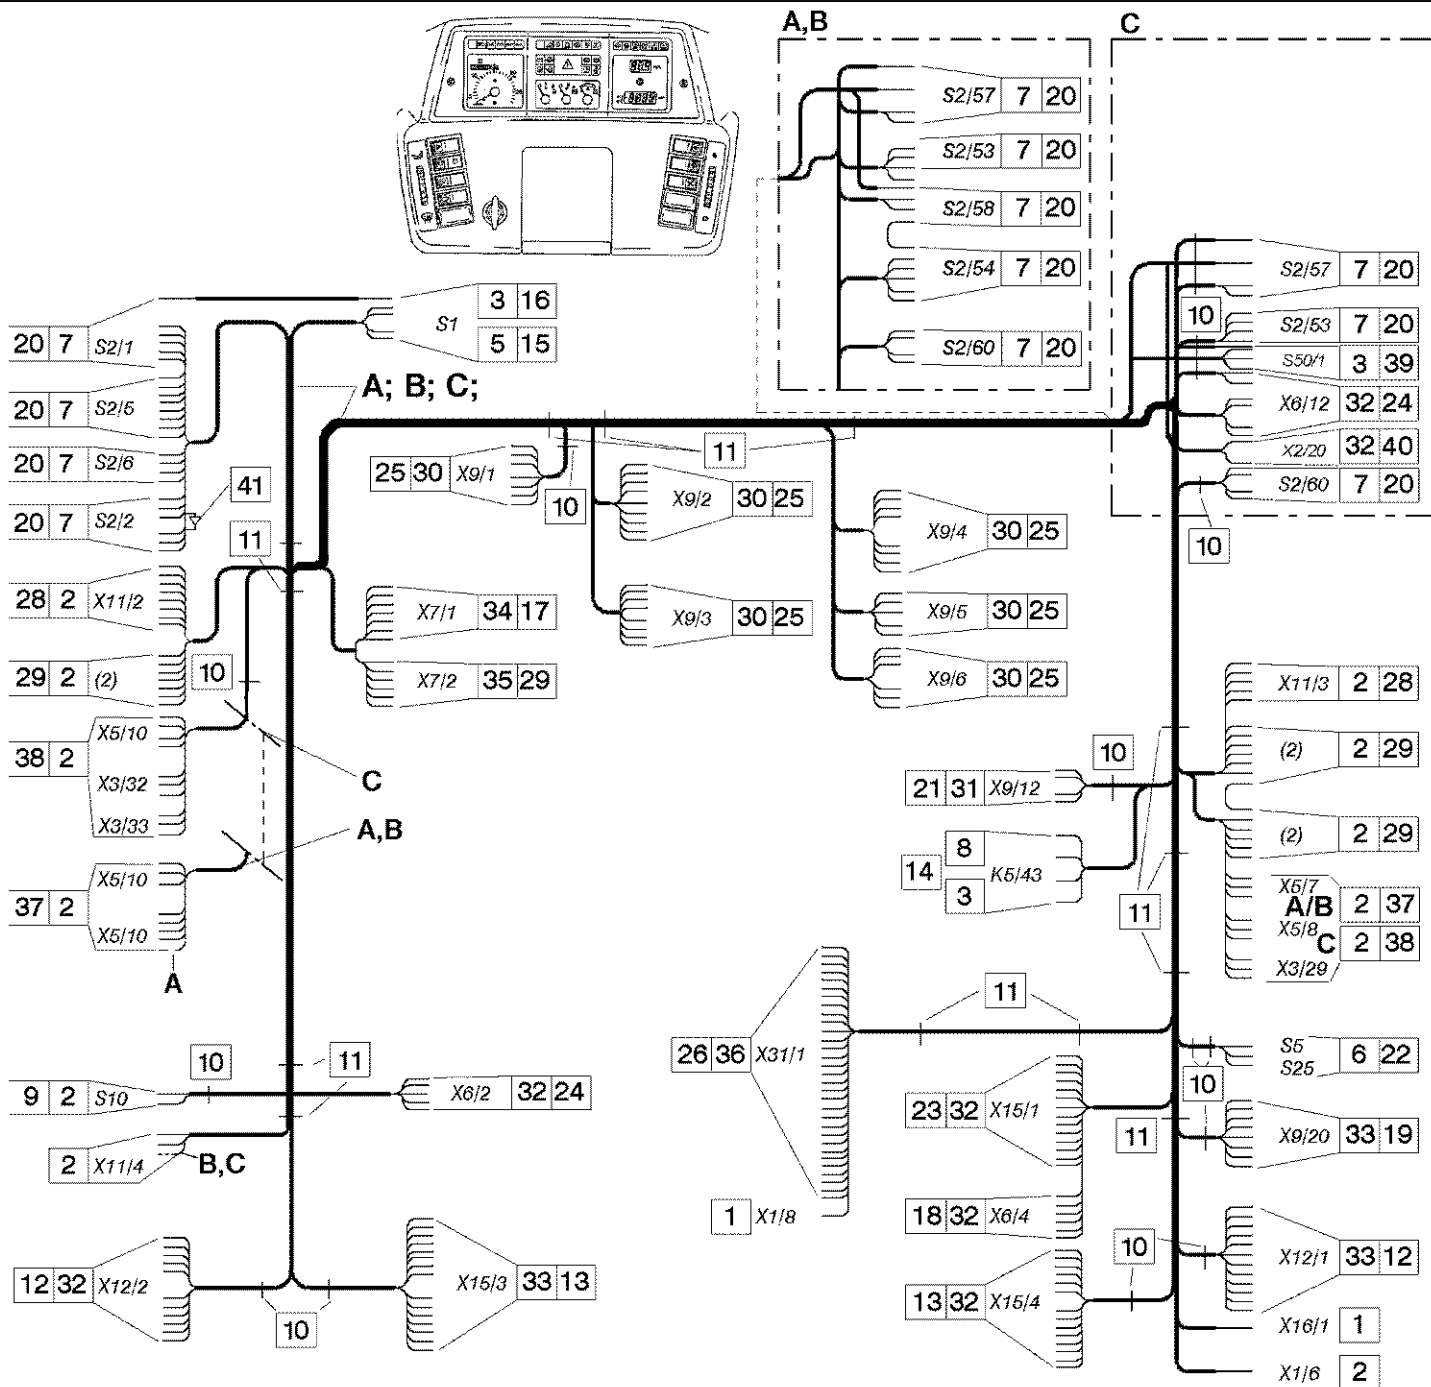 A,B
C
S2/57 7 20
S2/53 7 20
S2/58 7 20
S2/54 7 20
S2/60 7 20
S2/57 7 20
10
S2/53 7 20
S50/1 3 39
X6/12 32 24
X2/20 32 40
S2/60 7 20
10
3 16
S1
5 15
20 7 S2/1
20 7 S2/5
20 7 S2/6
20 7 S2/2
41
11
A; B; C;
11
25 30 X9/1
10
X9/2 30 25
X9/3 30 25
X9/4 30 25
X9/5 30 25
X9/6 30 25
28 2 X11/2
29 2 (2)
10
X7/1 34 17
X7/2 35 29
38 2
X5/10
X3/32
X3/33
C
A,B
37 2
X5/10
X5/10
A
X11/3 2 28
(2) 2 29
(2) 2 29
10
21 31 X9/12
8
14 K5/43
3
11
X5/7
A/B 2 37
X5/8
C 2 38
X3/29
11
26 36 X31/1
1 X1/8
S5
S25
6 22
10
23 32 X15/1
11
X9/20 33 19
18 32 X6/4
10
13 32 X15/4
X12/1 33 12
X16/1 1
X1/6 2
10
11
9 2 S10
X6/2 32 24
2 X11/4
B,C
12 32 X12/2
X15/3 33 13
10